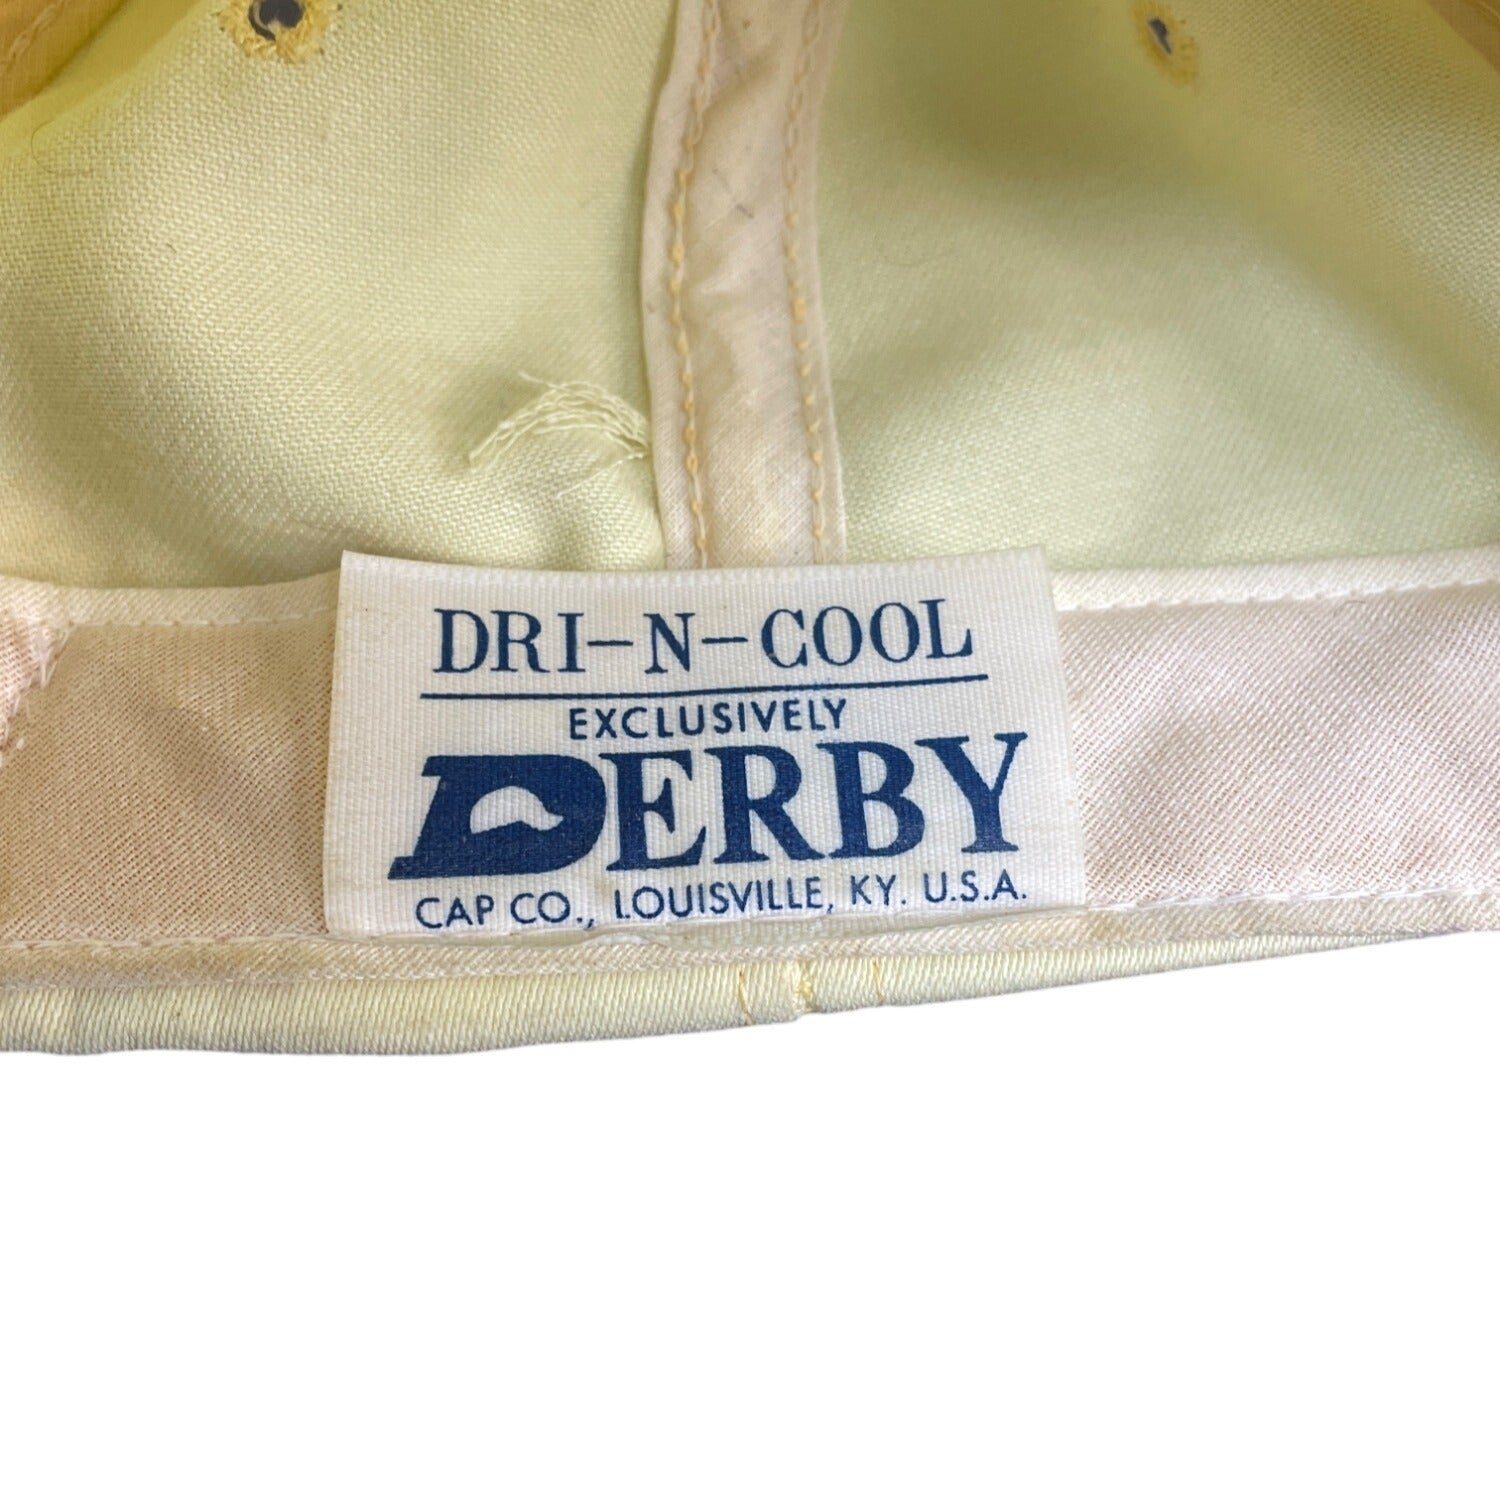 DRI-N-COOL
EXCLUSIVELY
DERBY
CAP CO., LOUISVILLE, KY. U.S.A.